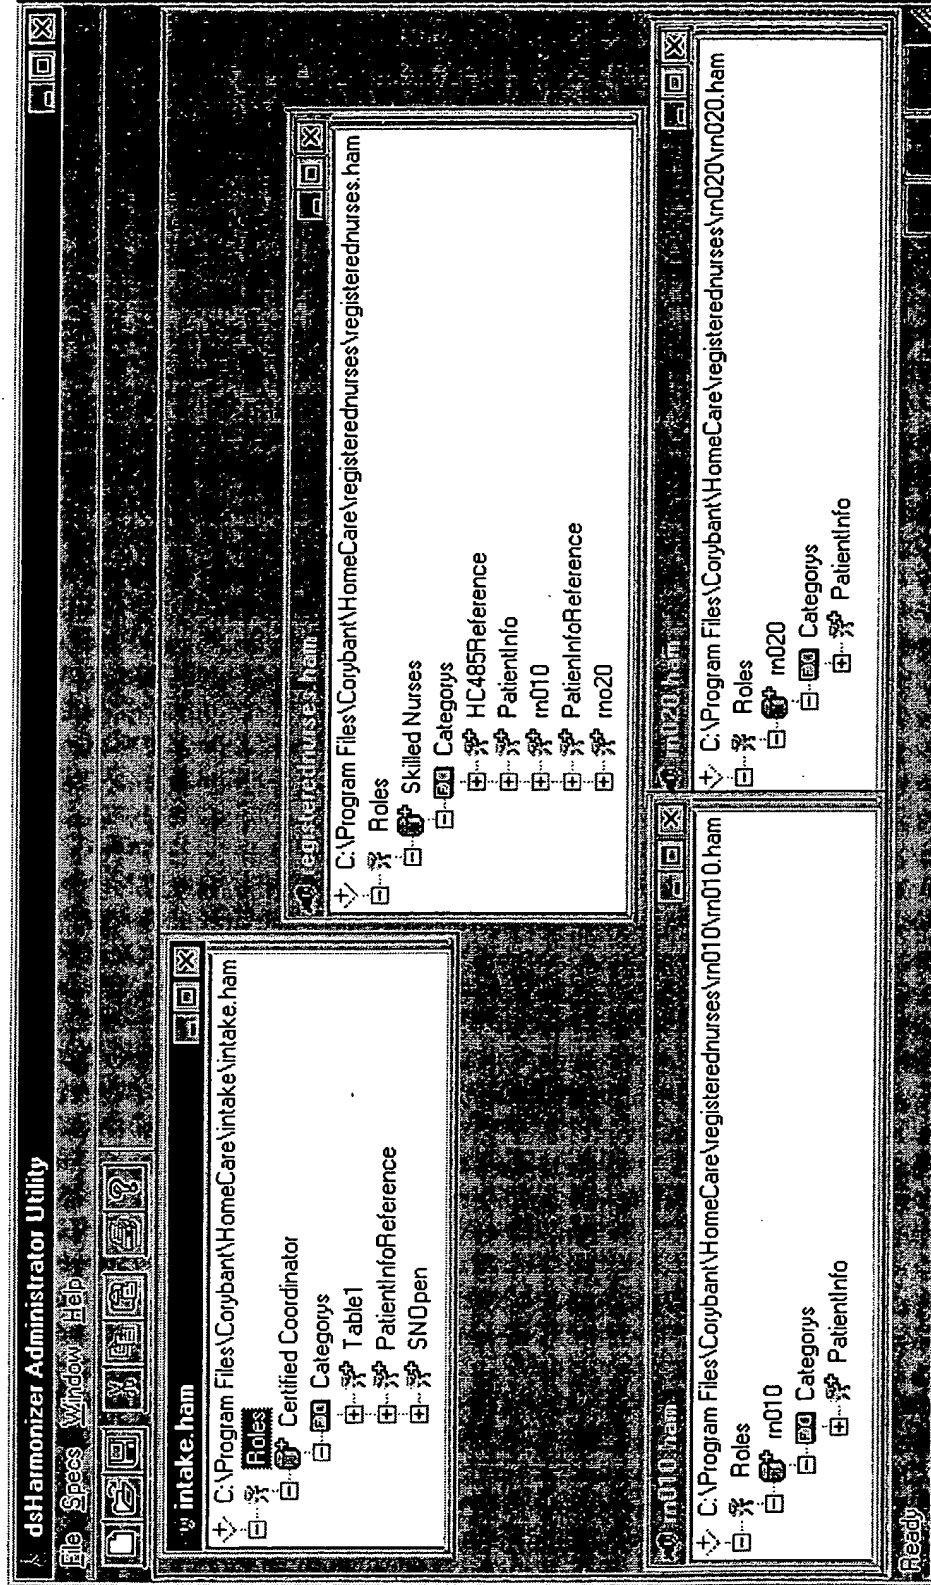 dsHarmonizer Administrator Utility
File Specs Window Help
intake.ham
C:\Program Files\Corybant\HomeCare\intake\intake.ham
Roles
Certified Coordinator
Categorys
Table1
PatientInfoReference
SNOpen
registerednurses.ham
C:\Program Files\Corybant\HomeCare\registerednurses\registerednurses.ham
Roles
Skilled Nurses
Categorys
HC485Reference
PatientInfo
rn010
PatientInfoReference
rno20
rn010.ham
C:\Program Files\Corybant\HomeCare\registerednurses\rn010\rn010.ham
Roles
rn010
Categorys
PatientInfo
rn020.ham
C:\Program Files\Corybant\HomeCare\registerednurses\rn020\rn020.ham
Roles
rn020
Categorys
PatientInfo
Ready